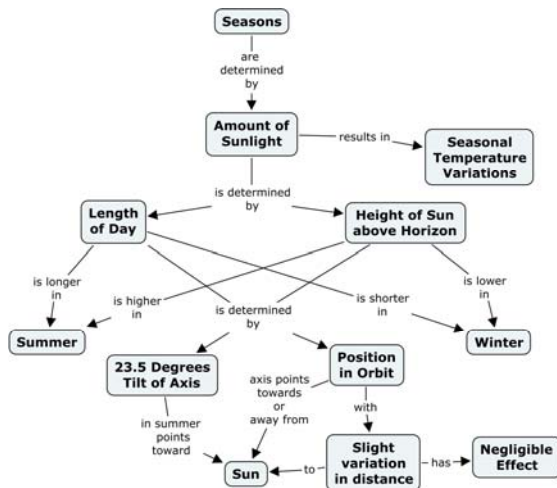 Seasons
are
determined
by
Amount of
Sunlight
results in
Seasonal
Temperature
Variations
is determined
by
Length
of Day
Height of Sun
above Horizon
is longer
in
is higher
in
is determined
by
is shorter
in
is lower
in
Summer
Winter
23.5 Degrees
Tilt of Axis
Position
in Orbit
axis points
towards
or
away from
with
in summer
points
toward
Sun
to
Slight
variation
in distance
has
Negligible
Effect